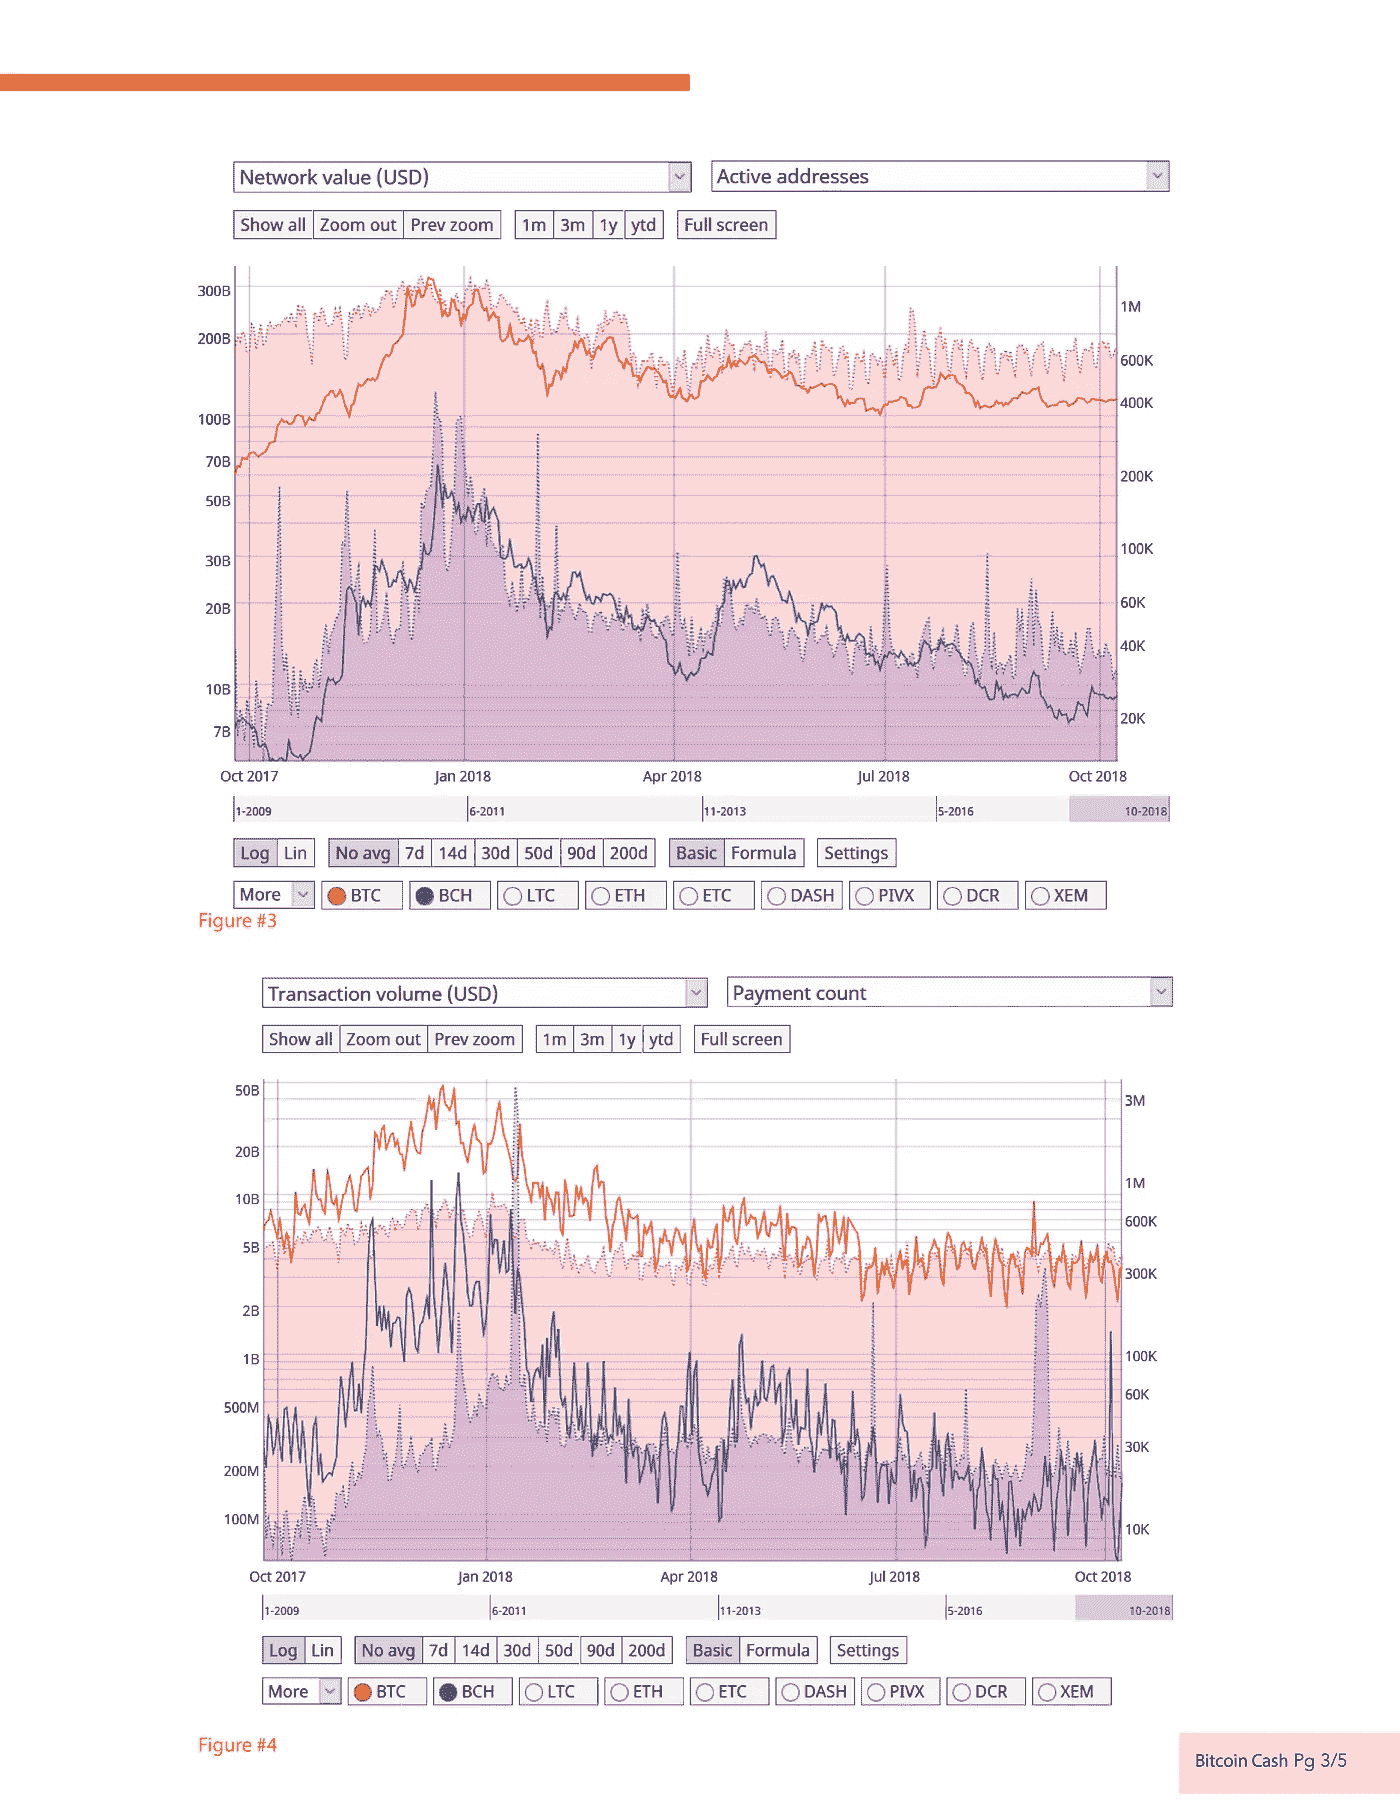 Network value (USD) Active addresses
Show all Zoom out Prev zoom 1m 3m 1y ytd Full screen
300B
200B
100B
70B
50B
30B
20B
10B
7B
1M
600K
400K
200K
100K
60K
40K
20K
Oct 2017 Jan 2018 Apr 2018 Jul 2018 Oct 2018
1-2009 6-2011 11-2013 5-2016 10-2018
Log Lin No avg 7d 14d 30d 50d 90d 200d Basic Formula Settings
More BTC BCH LTC ETH ETC DASH PIVX DCR XEM
Figure #3
Transaction volume (USD) Payment count
Show all Zoom out Prev zoom 1m 3m 1y ytd Full screen
50B
20B
10B
5B
2B
1B
500M
200M
100M
3M
1M
600K
300K
100K
60K
30K
10K
Oct 2017 Jan 2018 Apr 2018 Jul 2018 Oct 2018
1-2009 6-2011 11-2013 5-2016 10-2018
Log Lin No avg 7d 14d 30d 50d 90d 200d Basic Formula Settings
More BTC BCH LTC ETH ETC DASH PIVX DCR XEM
Figure #4
Bitcoin Cash Pg 3/5